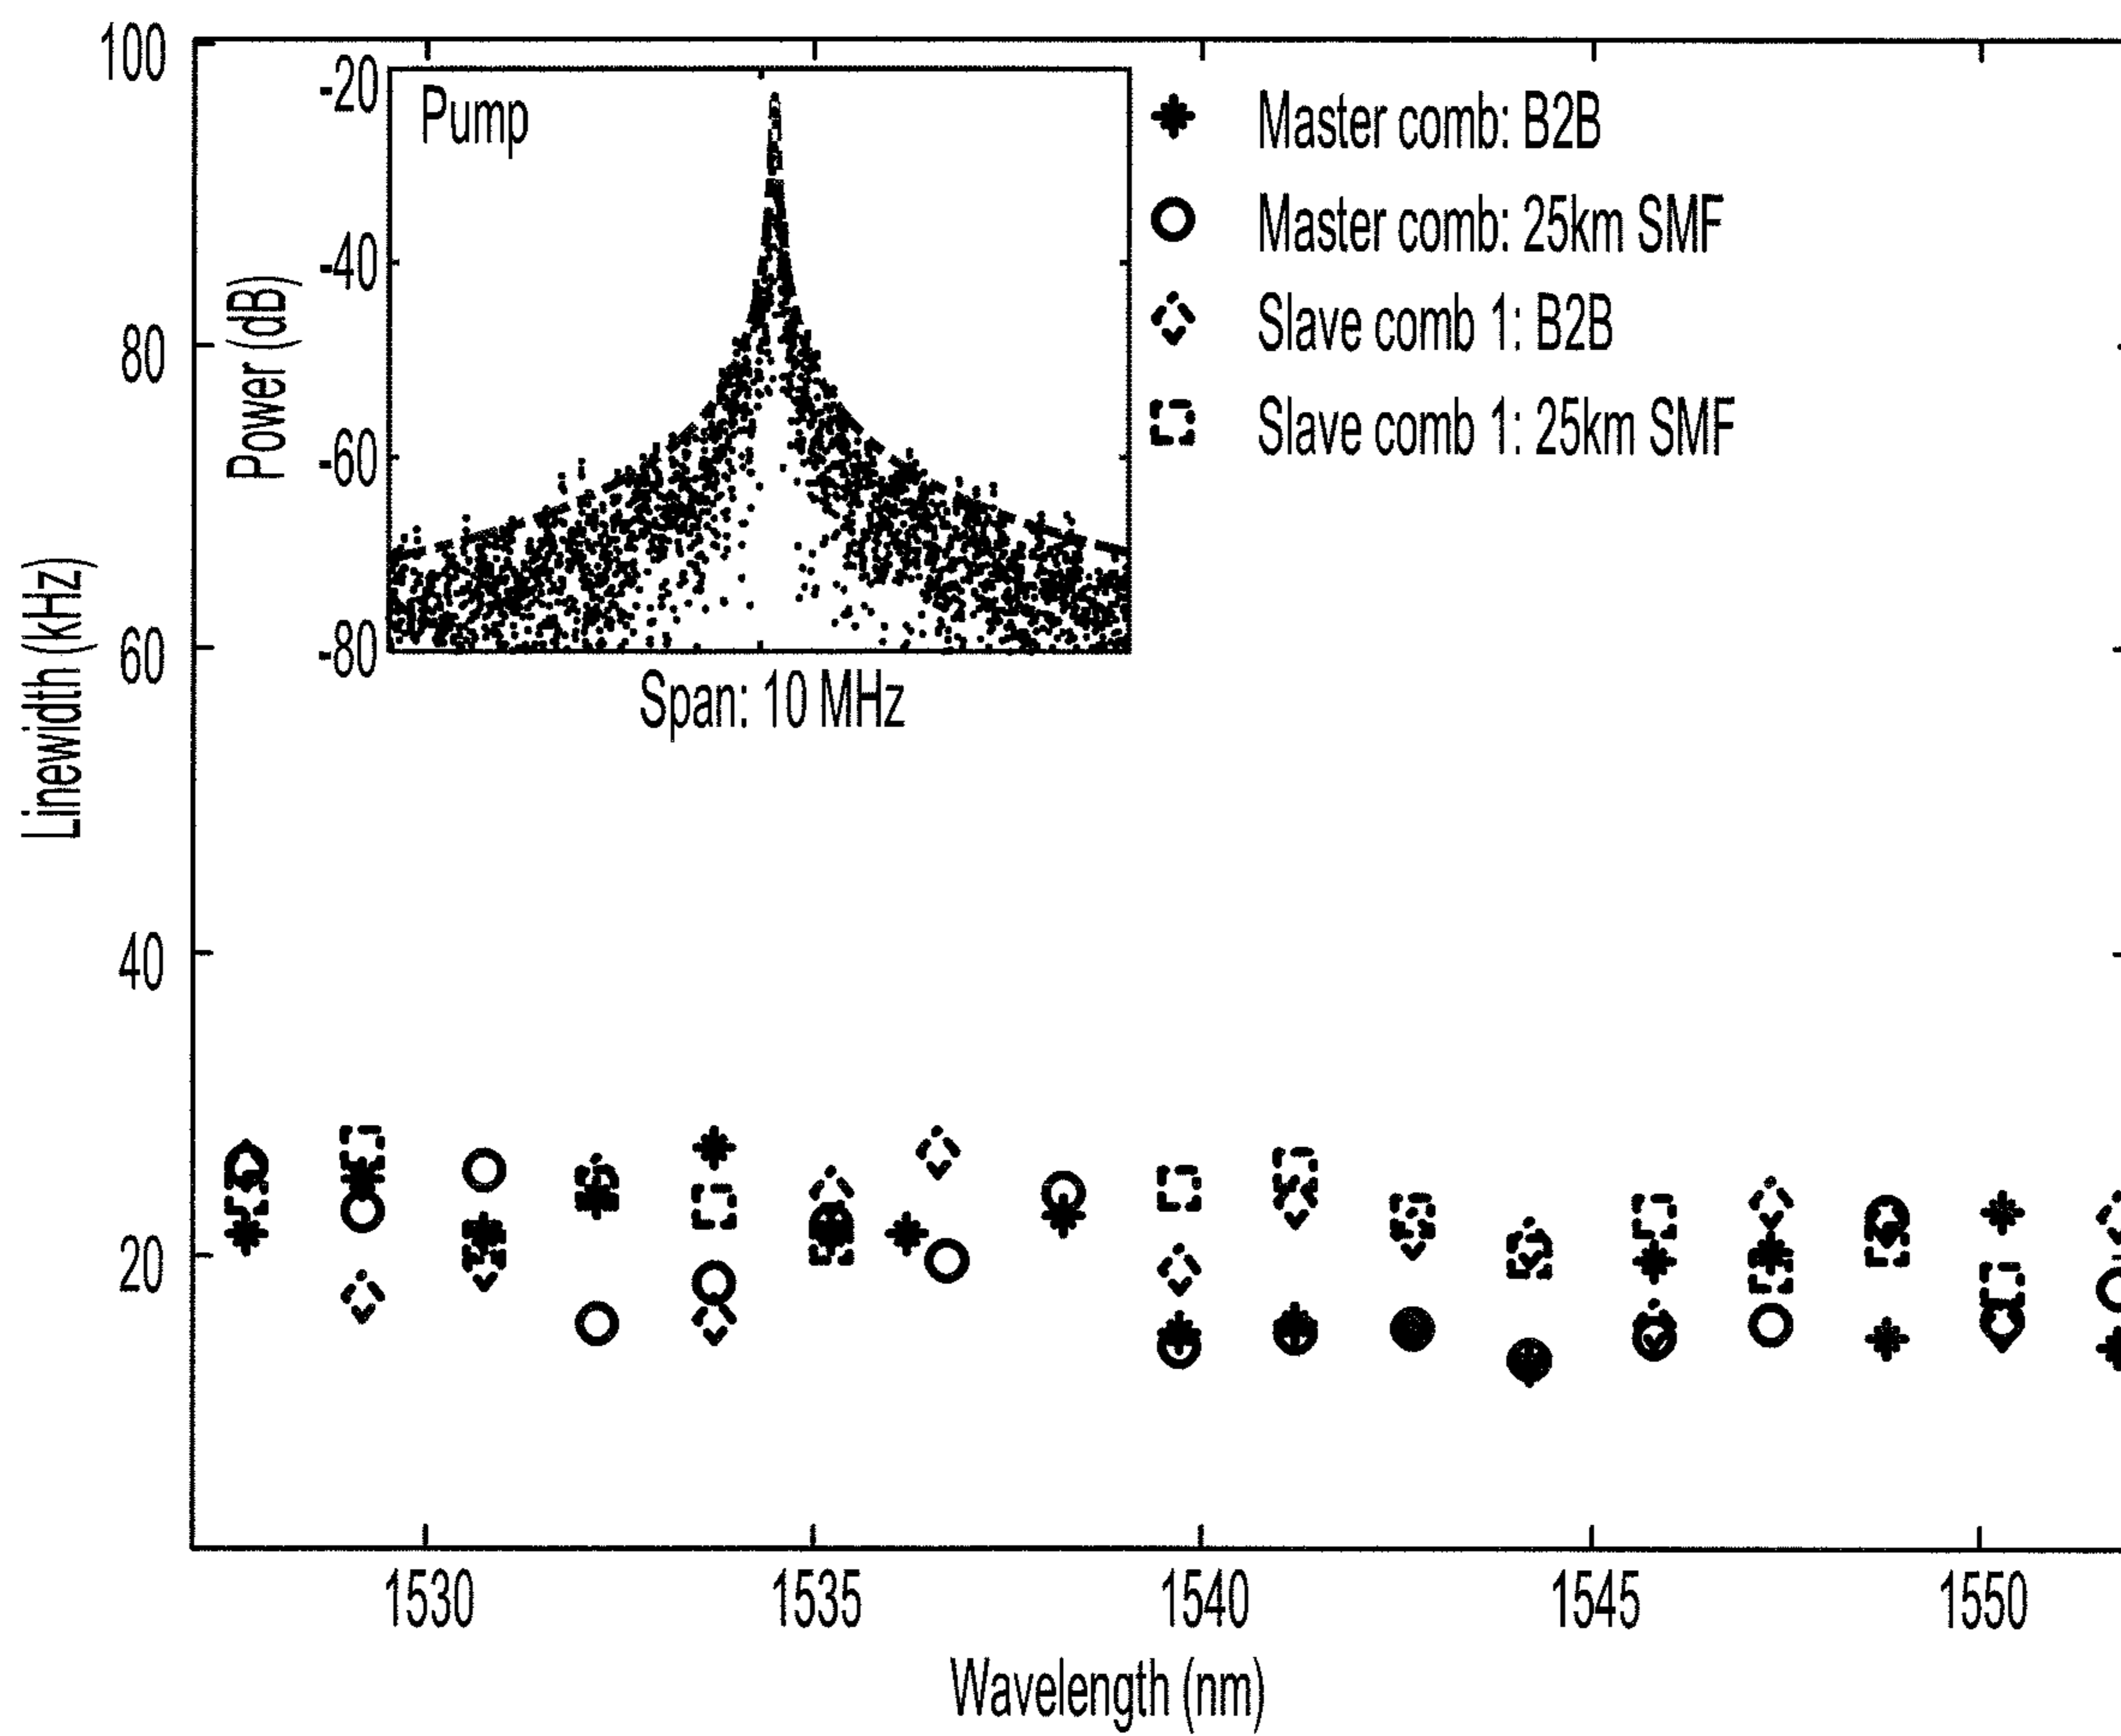 100
80
60
40
20
Linewidth (kHz)
Pump
-20
-40
-60
-80
Power (dB)
Span: 10 MHz
Master comb: B2B
Master comb: 25km SMF
Slave comb 1: B2B
Slave comb 1: 25km SMF
1530 1535 1540 1545 1550
Wavelength (nm)